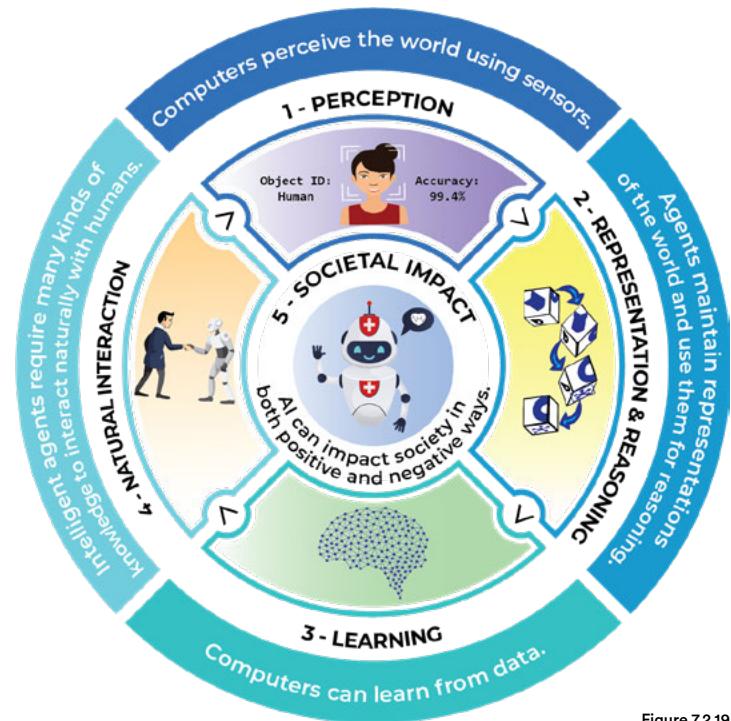 Computers perceive the world using sensors.
1 - PERCEPTION
Object ID:
Human
Accuracy:
99.4%
Agents maintain representations
of the world and use them for reasoning.
2 - REPRESENTATION & REASONING
3 - LEARNING
Computers can learn from data.
Intelligent agents require many kinds of
knowledge to interact naturally with humans.
4 - NATURAL INTERACTION
5 - SOCIETAL IMPACT
AI can impact society in
both positive and negative ways.
Figure 7.2.19